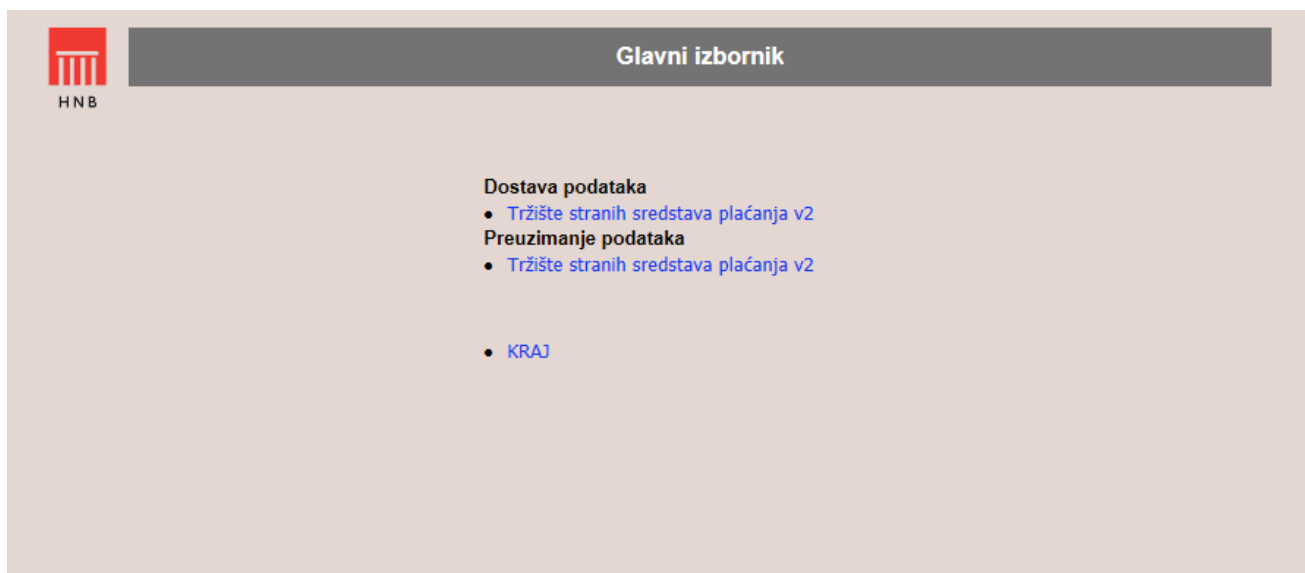 Glavni izbornik
HNB
Dostava podataka
• Tržište stranih sredstava plaćanja v2
Preuzimanje podataka
• Tržište stranih sredstava plaćanja v2
• KRAJ